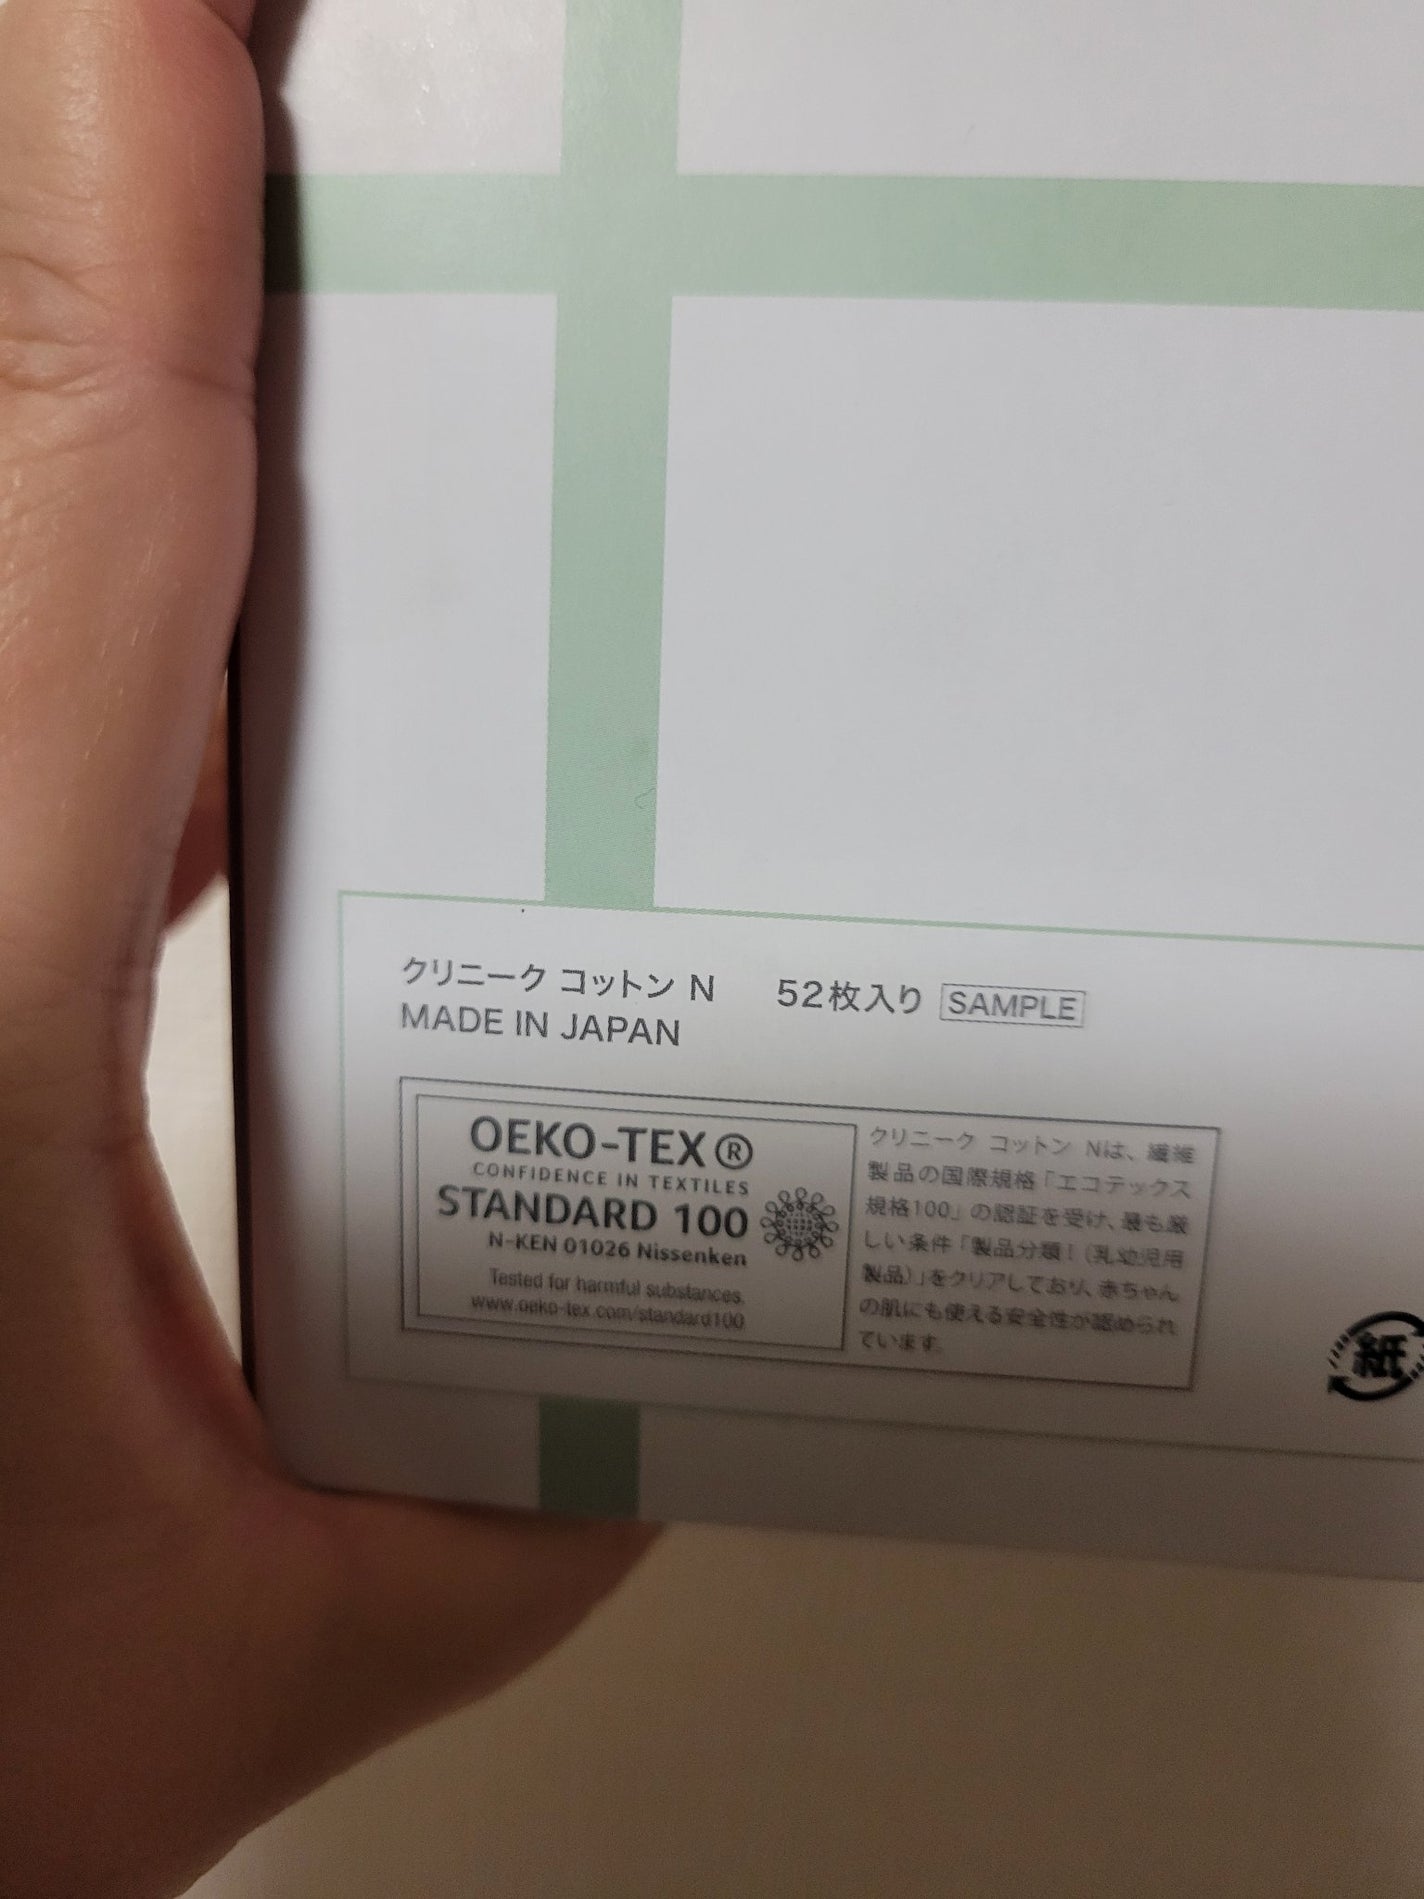 クリニーク コットン N 52枚入り SAMPLE
MADE IN JAPAN
OEKO-TEX®
CONFIDENCE IN TEXTILES
STANDARD 100
N-KEN 01026 Nissenken
Tested for harmful substances.
www.oeko-tex.com/standard100
クリニーク コットン Nは、繊維
製品の国際規格「エコテックス
規格100」の認証を受け、最も厳
しい条件「製品分類I(乳幼児用
製品)」をクリアしており、赤ちゃん
の肌にも使える安全性が認められ
ています。
紙